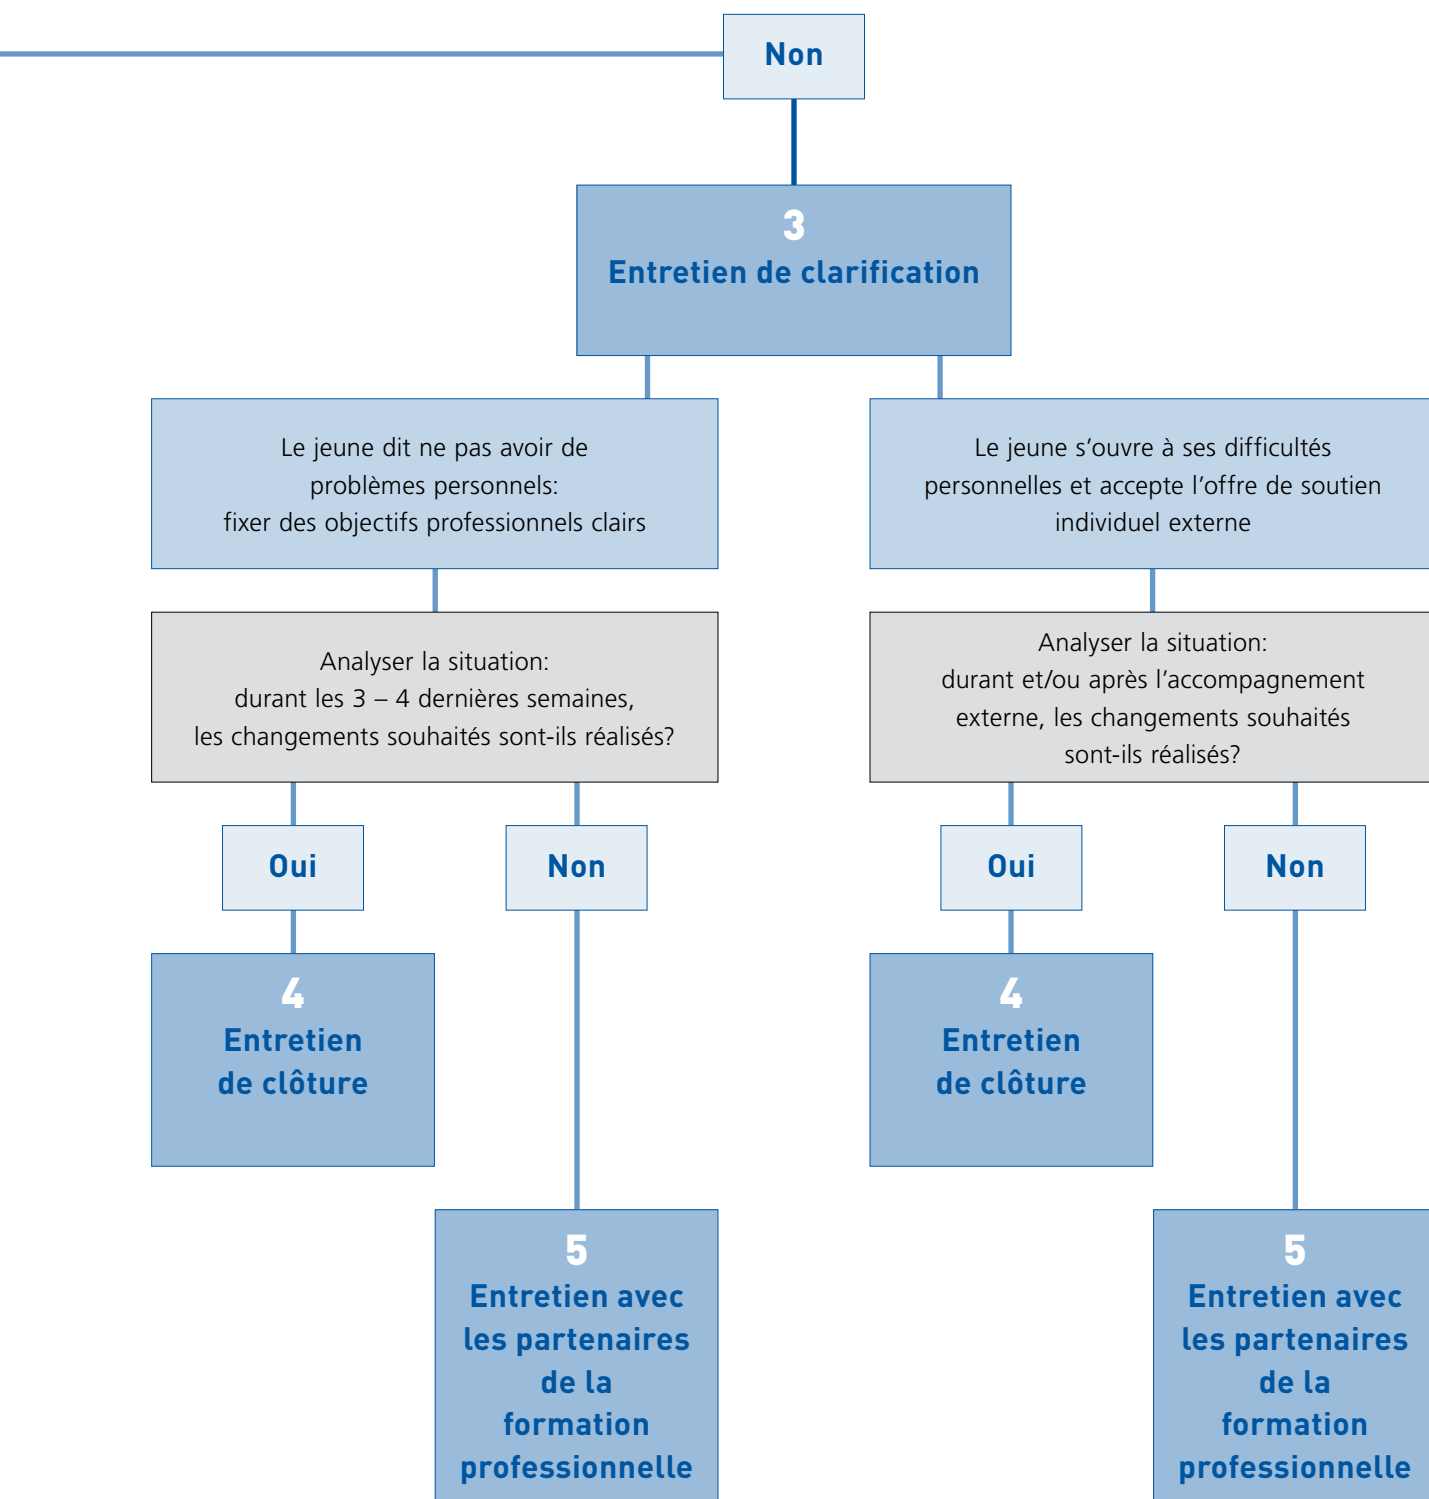 Non
3
Entretien de clarification
Le jeune dit ne pas avoir de
problèmes personnels:
fixer des objectifs professionnels clairs
Le jeune s’ouvre à ses difficultés
personnelles et accepte l’offre de soutien
individuel externe
Analyser la situation:
durant les 3 – 4 dernières semaines,
les changements souhaités sont-ils réalisés?
Analyser la situation:
durant et/ou après l’accompagnement
externe, les changements souhaités
sont-ils réalisés?
Oui
Non
Oui
Non
4
Entretien
de clôture
4
Entretien
de clôture
5
Entretien avec
les partenaires
de la
formation
professionnelle
5
Entretien avec
les partenaires
de la
formation
professionnelle